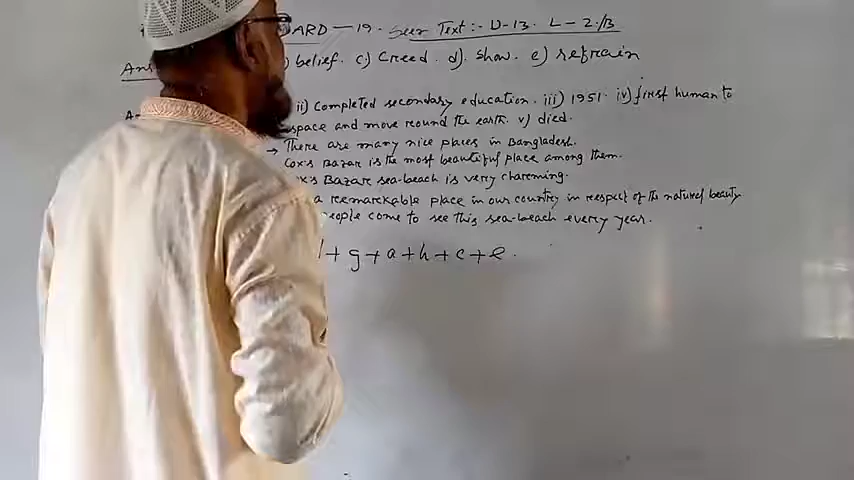 ARD - 19. Seen Text :- U-13. L-2/B
Ans
belief. c) Creed. d) Show. e) refrain
ii) Completed secondary education. iii) 1951. iv) first human to
space and move round the earth. v) died.
→ There are many nice places in Bangladesh.
Cox's Bazar is the most beautiful place among them.
x's Bazar sea-beach is very charming.
a remarkable place in our country in respect of the natural beauty
people come to see this sea-beach every year.
+ g + a + h + c + e.